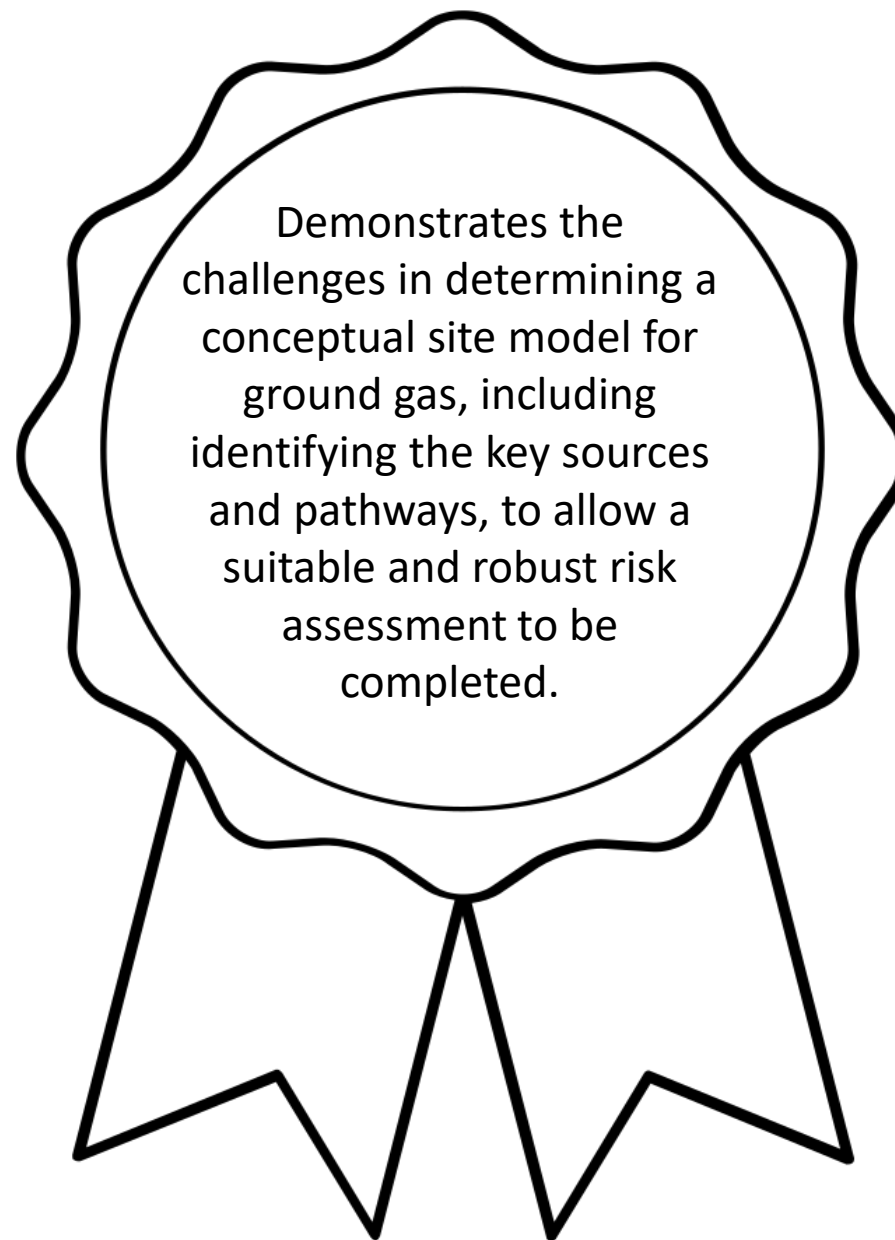 Demonstrates the
challenges in determining a
conceptual site model for
ground gas, including
identifying the key sources
and pathways, to allow a
suitable and robust risk
assessment to be
completed.